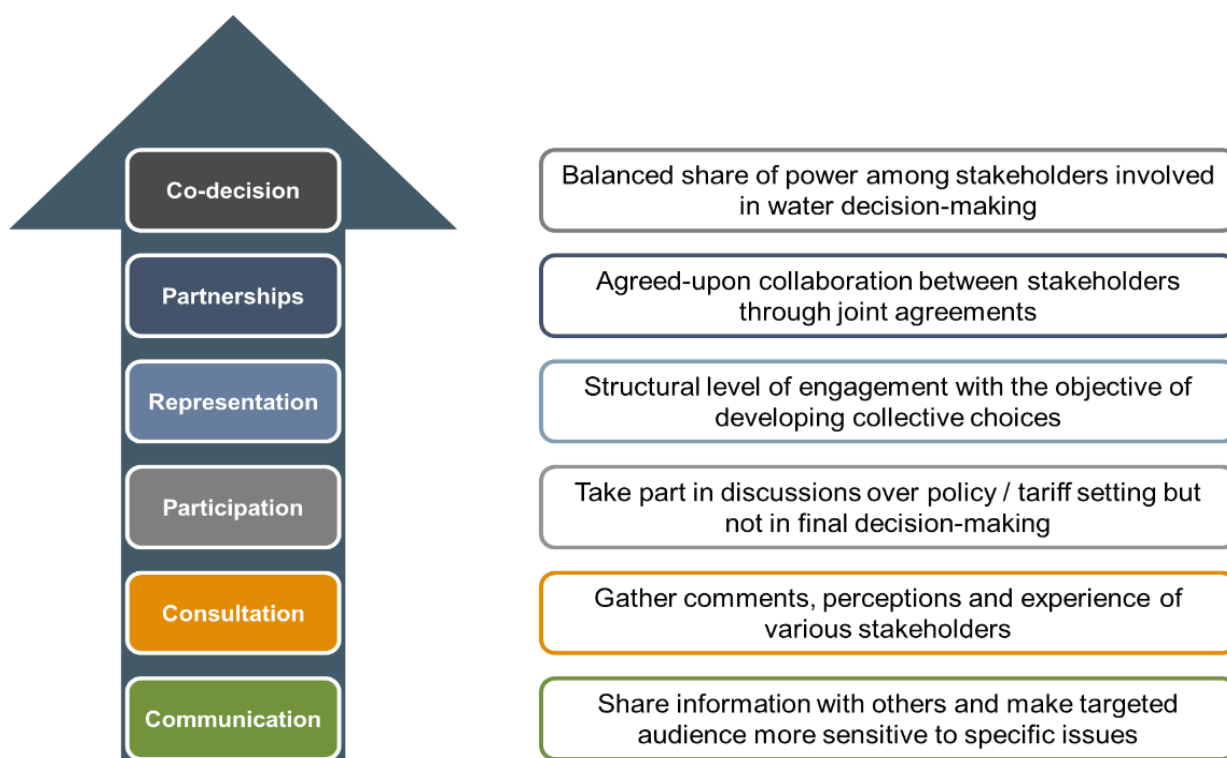 Co-decision
Balanced share of power among stakeholders involved
in water decision-making
Partnerships
Agreed-upon collaboration between stakeholders
through joint agreements
Representation
Structural level of engagement with the objective of
developing collective choices
Participation
Take part in discussions over policy / tariff setting but
not in final decision-making
Consultation
Gather comments, perceptions and experience of
various stakeholders
Communication
Share information with others and make targeted
audience more sensitive to specific issues